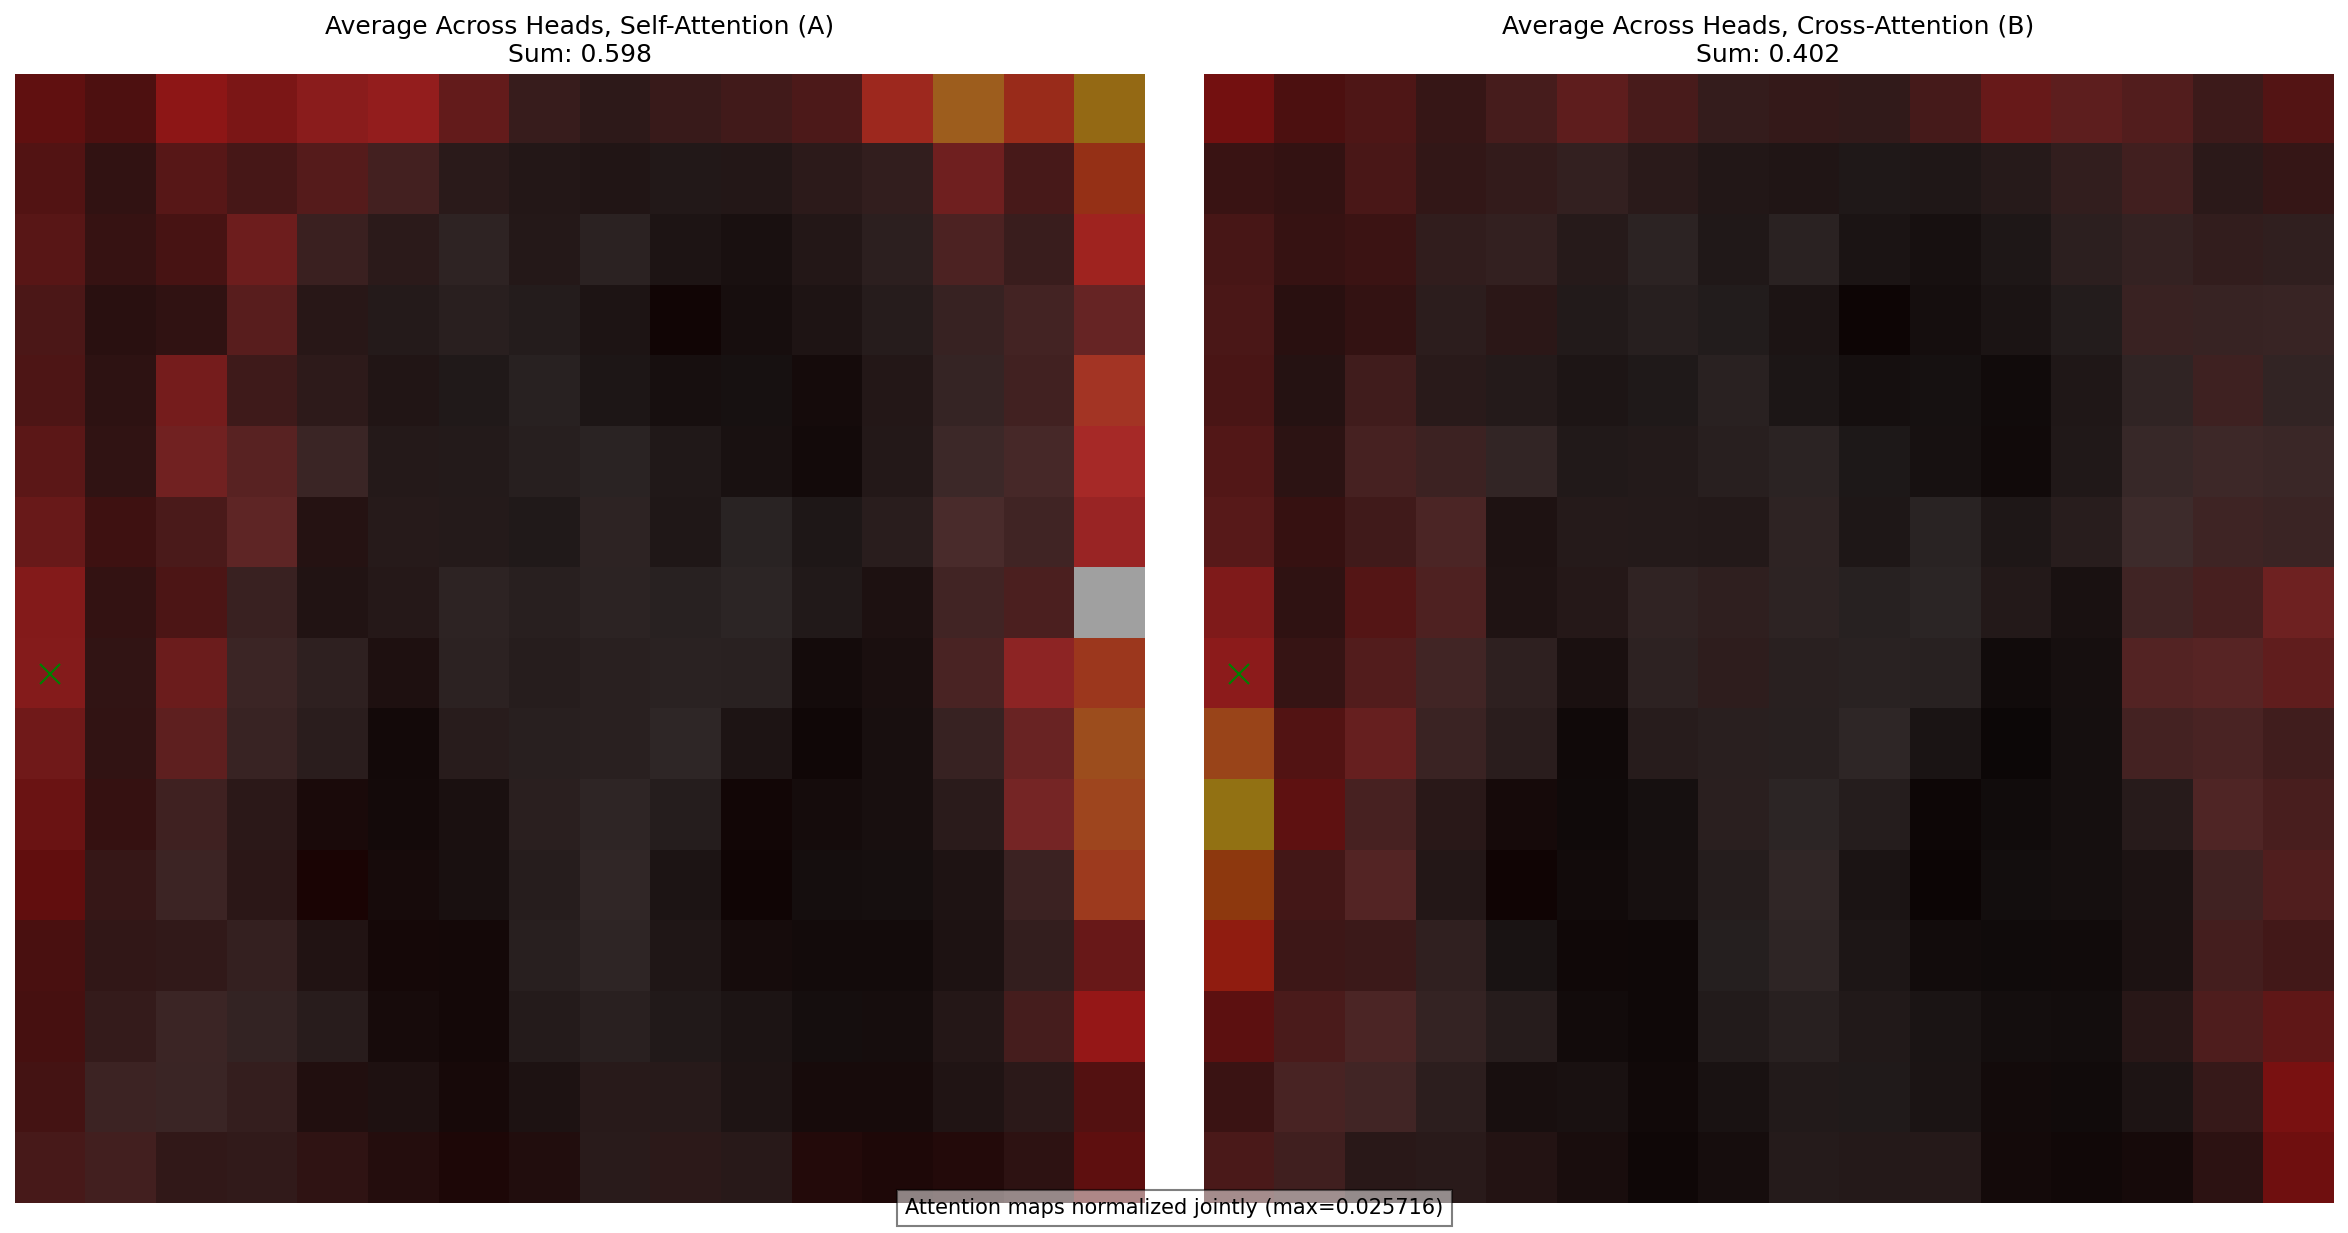 Average Across Heads, Self-Attention (A)
Sum: 0.598
Average Across Heads, Cross-Attention (B)
Sum: 0.402
Attention maps normalized jointly (max=0.025716)